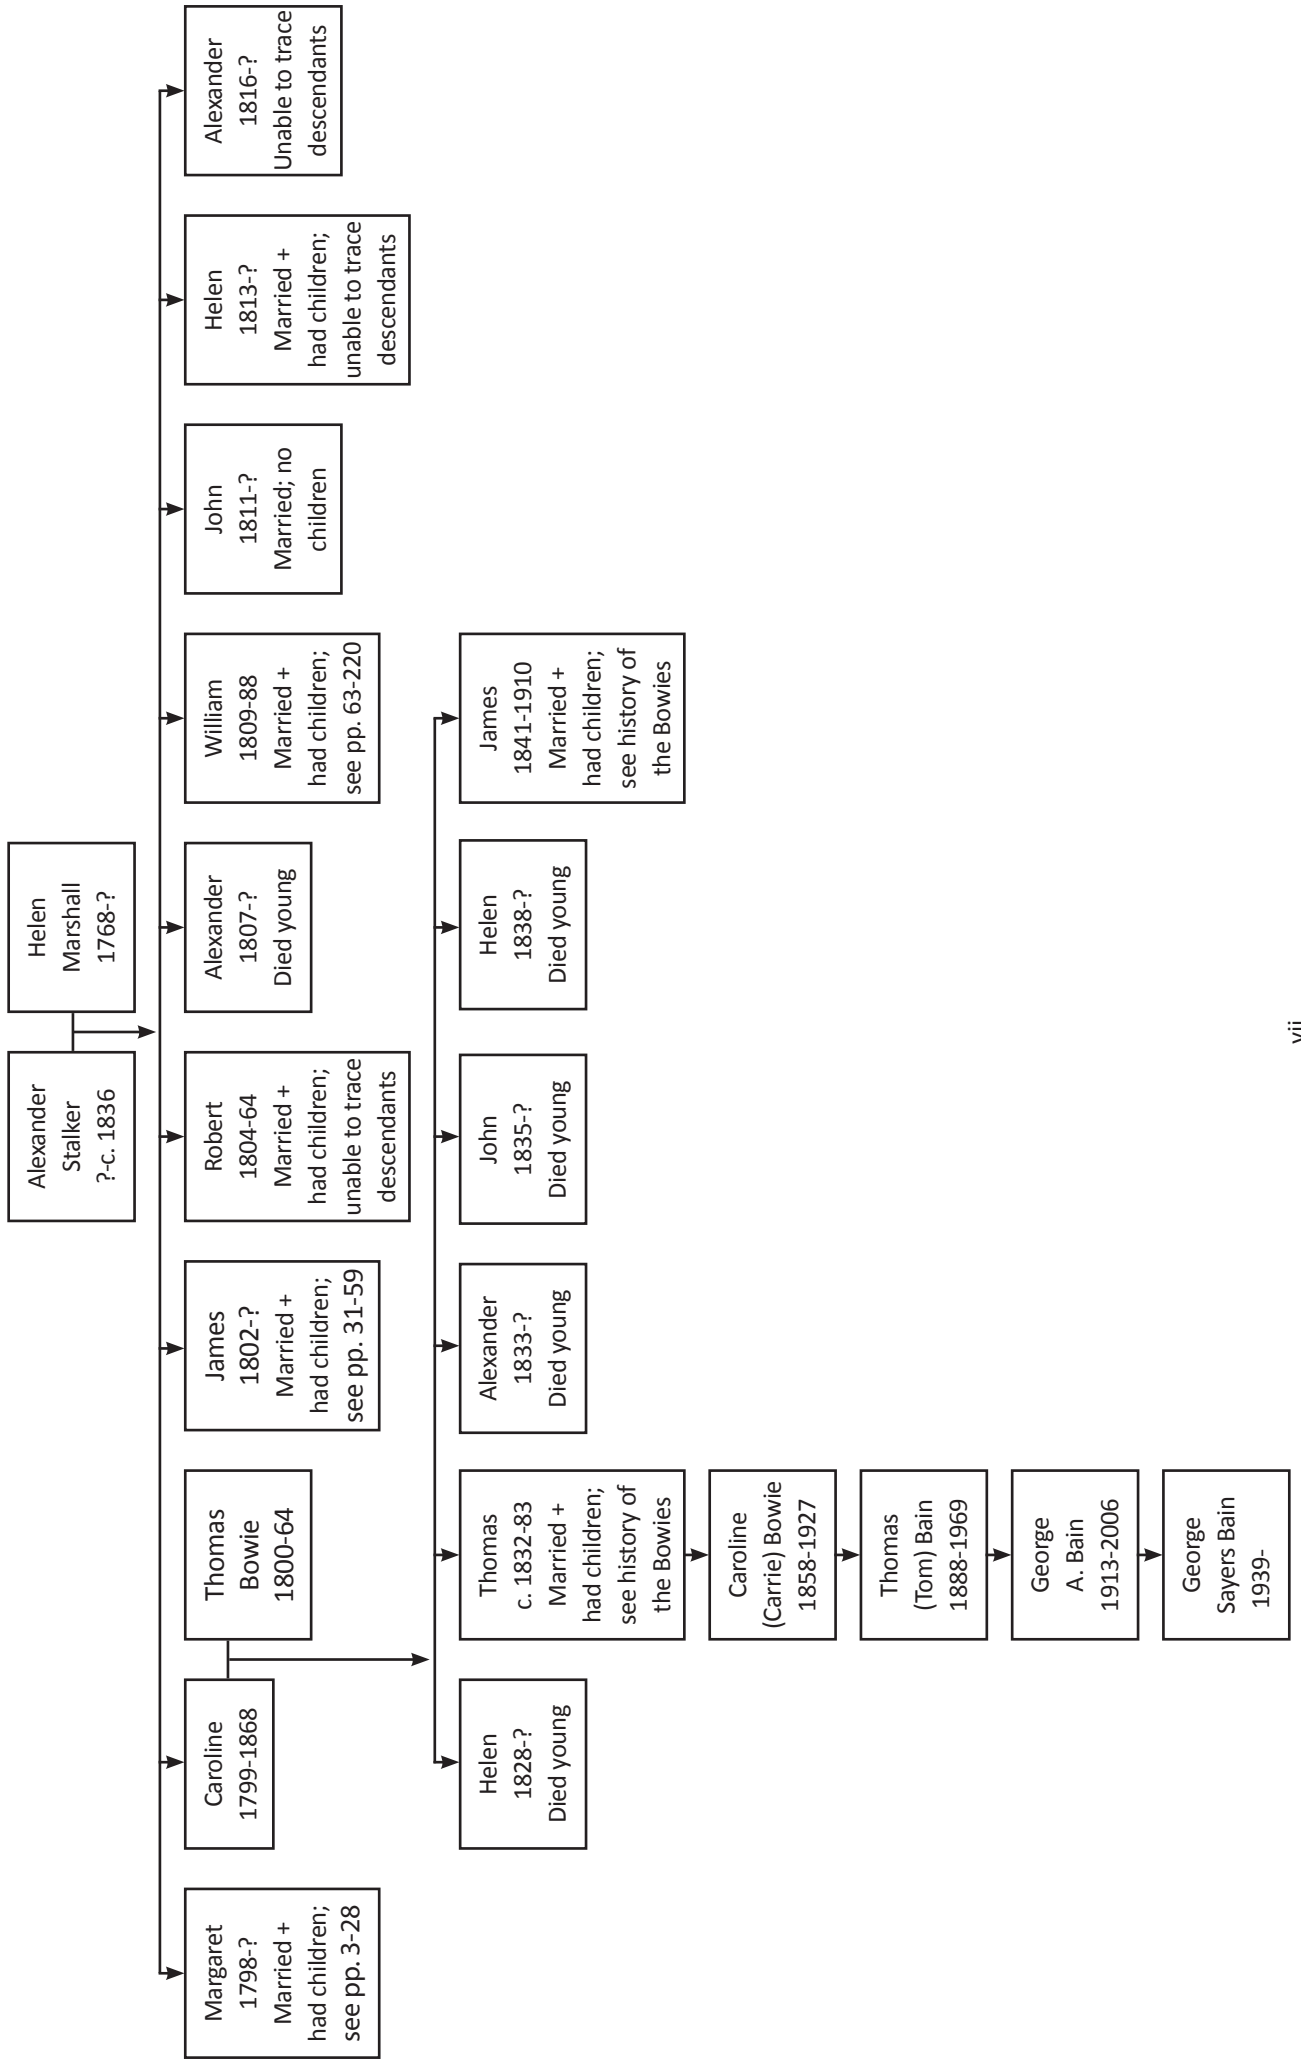 Alexander
Stalker
?-c. 1836
Helen
Marshall
1768-?
Margaret
1798-?
Married +
had children;
see pp. 3-28
Caroline
1799-1868
Thomas
Bowie
1800-64
James
1802-?
Married +
had children;
see pp. 31-59
Robert
1804-64
Married +
had children;
unable to trace
descendants
Alexander
1807-?
Died young
William
1809-88
Married +
had children;
see pp. 63-220
John
1811-?
Married; no
children
Helen
1813-?
Married +
had children;
unable to trace
descendants
Alexander
1816-?
Unable to trace
descendants
Helen
1828-?
Died young
Thomas
c. 1832-83
Married +
had children;
see history of
the Bowies
Alexander
1833-?
Died young
John
1835-?
Died young
Helen
1838-?
Died young
James
1841-1910
Married +
had children;
see history of
the Bowies
Caroline
(Carrie) Bowie
1858-1927
Thomas
(Tom) Bain
1888-1969
George
A. Bain
1913-2006
George
Sayers Bain
1939-
vii